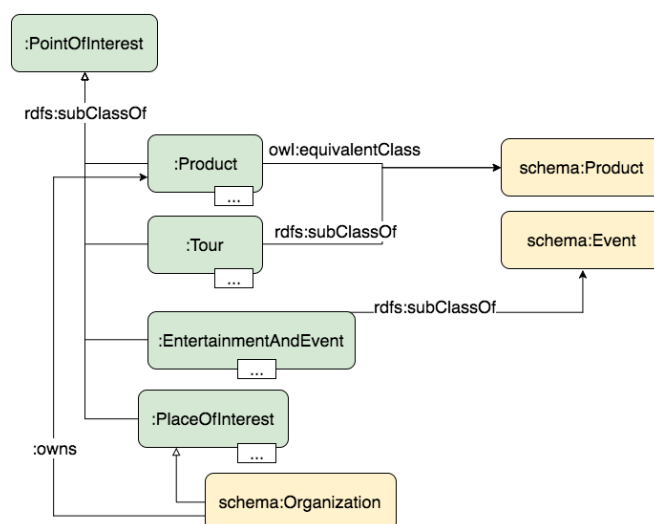 :PointOfInterest
rdfs:subClassOf
:Product
...
owl:equivalentClass
schema:Product
:Tour
...
rdfs:subClassOf
schema:Event
:EntertainmentAndEvent
...
rdfs:subClassOf
:PlaceOfInterest
...
:owns
schema:Organization